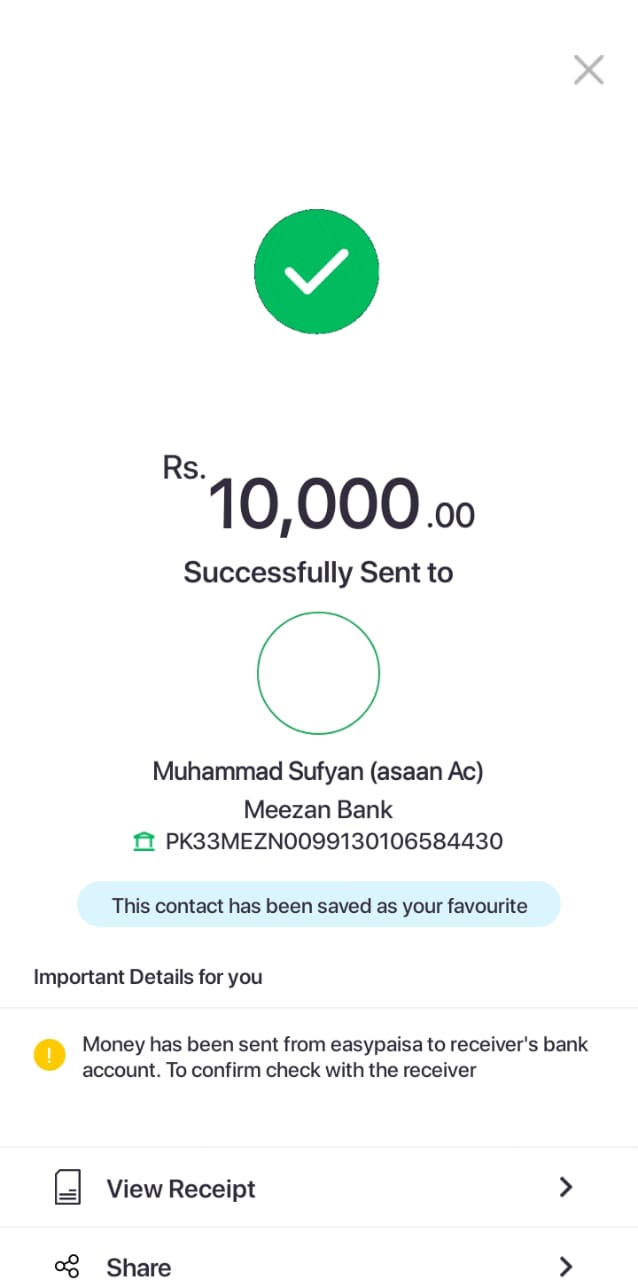 Rs. 10,000.00
Successfully Sent to
Muhammad Sufyan (asaan Ac)
Meezan Bank
PK33MEZN0099130106584430
This contact has been saved as your favourite
Important Details for you
Money has been sent from easypaisa to receiver's bank
account. To confirm check with the receiver
View Receipt
Share